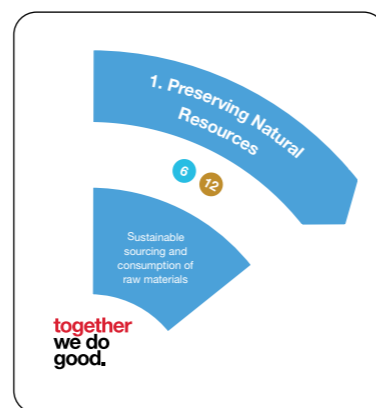 1. Preserving Natural
Resources
6
12
Sustainable
sourcing and
consumption of
raw materials
together
we do
good.